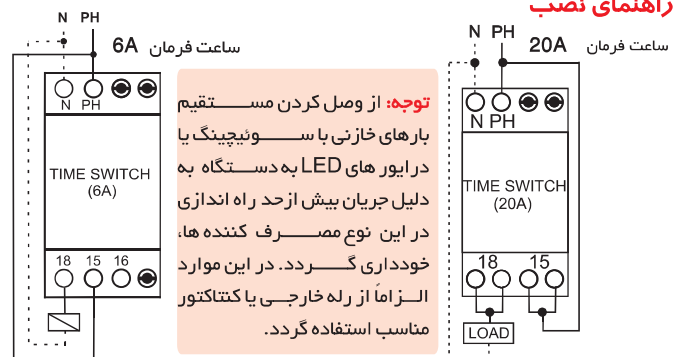 راهنمای نصب
ساعت فرمان 20A
N PH
N PH
TIME SWITCH
(20A)
18 15
LOAD
توجه: از وصل کردن مستقیم
بارهای خازنی با سوئیچینگ یا
درایور های LED به دستگاه به
دلیل جریان بیش ازحد راه اندازی
در این نوع مصرف کننده ها،
خودداری گردد. در این موارد
الزاماً از رله خارجی یا کنتاکتور
مناسب استفاده گردد.
ساعت فرمان 6A
N PH
N PH
TIME SWITCH
(6A)
18 15 16